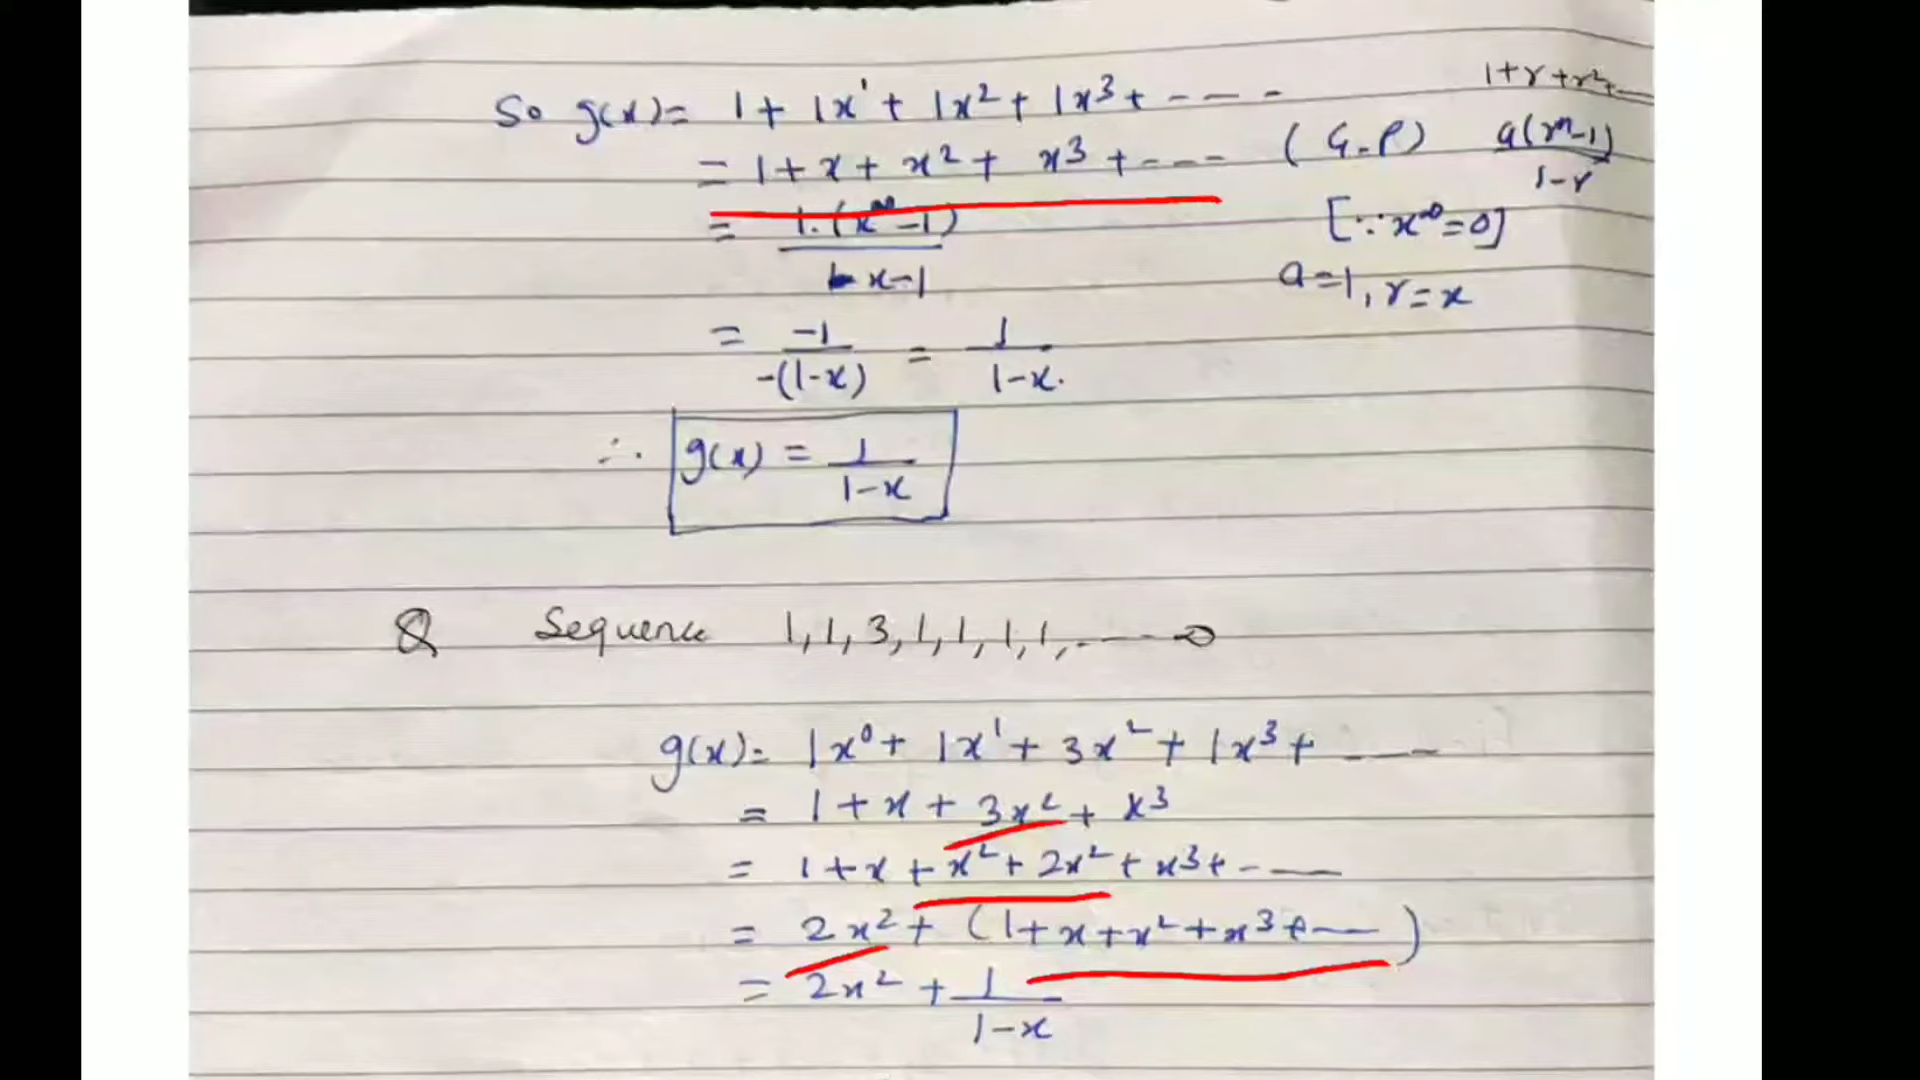 So g(x) = 1 + 1x¹ + 1x² + 1x³ + ----
1+r+r²+---
= 1 + x + x² + x³ + ---- (G.P)
a(rⁿ-1)/1-r
= 1.(x^∞-1)/x-1
[∵ x^∞=0]
a=1, r=x
= -1/-(1-x) = 1/1-x.
∴ g(x) = 1/1-x
Q Sequence 1,1,3,1,1,1,1,----∞
g(x) = 1x⁰ + 1x¹ + 3x² + 1x³ + ----
= 1 + x + 3x² + x³
= 1 + x + x² + 2x² + x³ + ----
= 2x² + (1 + x + x² + x³ + ----)
= 2x² + 1/1-x